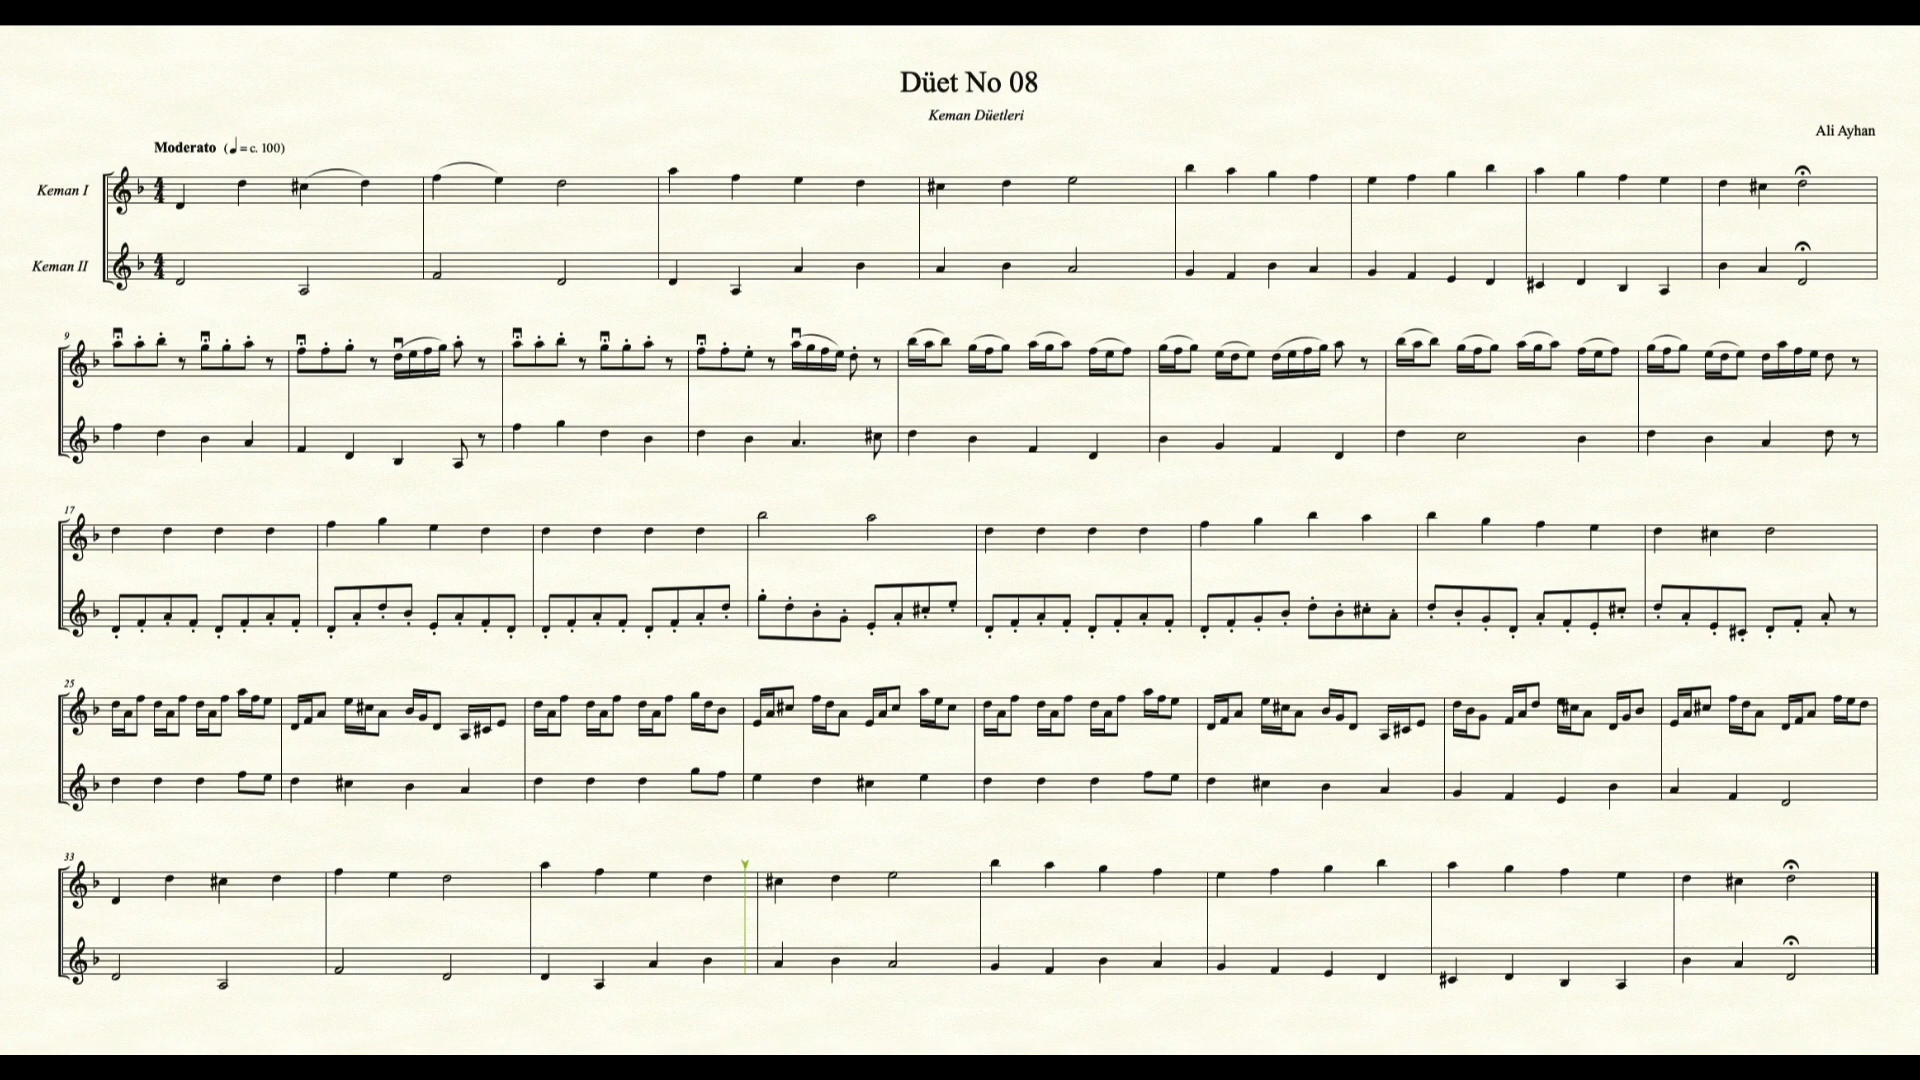 Düet No 08
Keman Düetleri
Ali Ayhan
Moderato (♩ = c. 100)
Keman I
Keman II
9
17
25
33